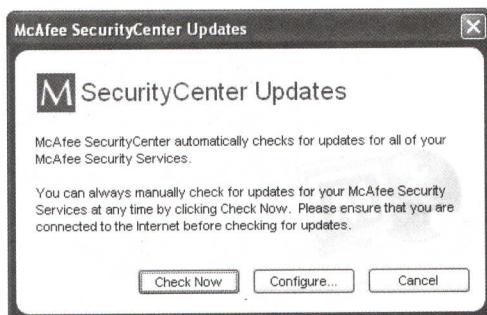 McAfee SecurityCenter Updates
M SecurityCenter Updates
McAfee SecurityCenter automatically checks for updates for all of your
McAfee Security Services.
You can always manually check for updates for your McAfee Security
Services at any time by clicking Check Now. Please ensure that you are
connected to the Internet before checking for updates.
Check Now Configure... Cancel